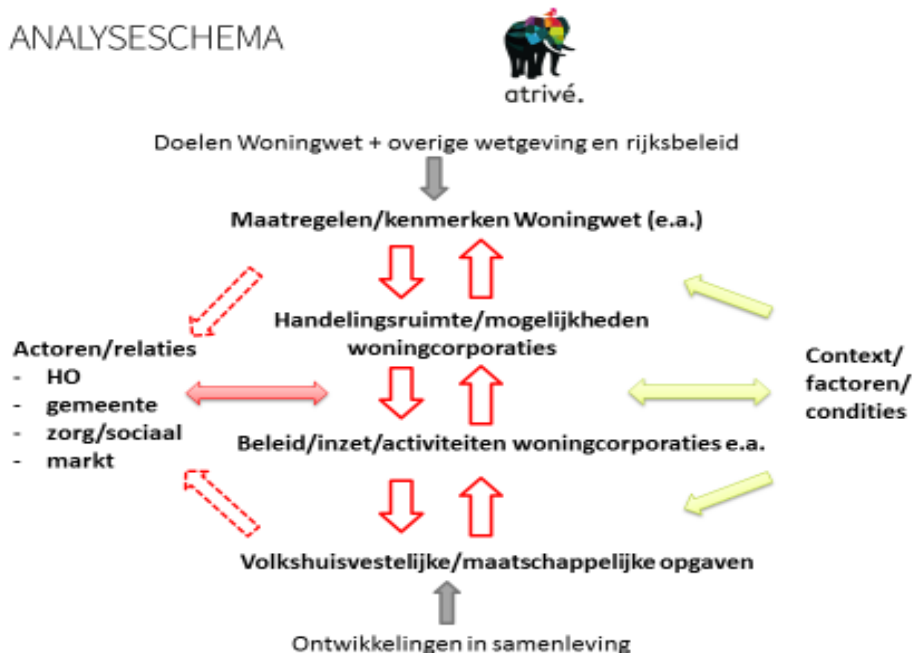 ANALYSESCHEMA
atrivé.
Doelen Woningwet + overige wetgeving en rijksbeleid
Maatregelen/kenmerken Woningwet (e.a.)
Handelingsruimte/mogelijkheden
woningcorporaties
Actoren/relaties
- HO
- gemeente
- zorg/sociaal
- markt
Context/
factoren/
condities
Beleid/inzet/activiteiten woningcorporaties e.a.
Volkshuisvestelijke/maatschappelijke opgaven
Ontwikkelingen in samenleving